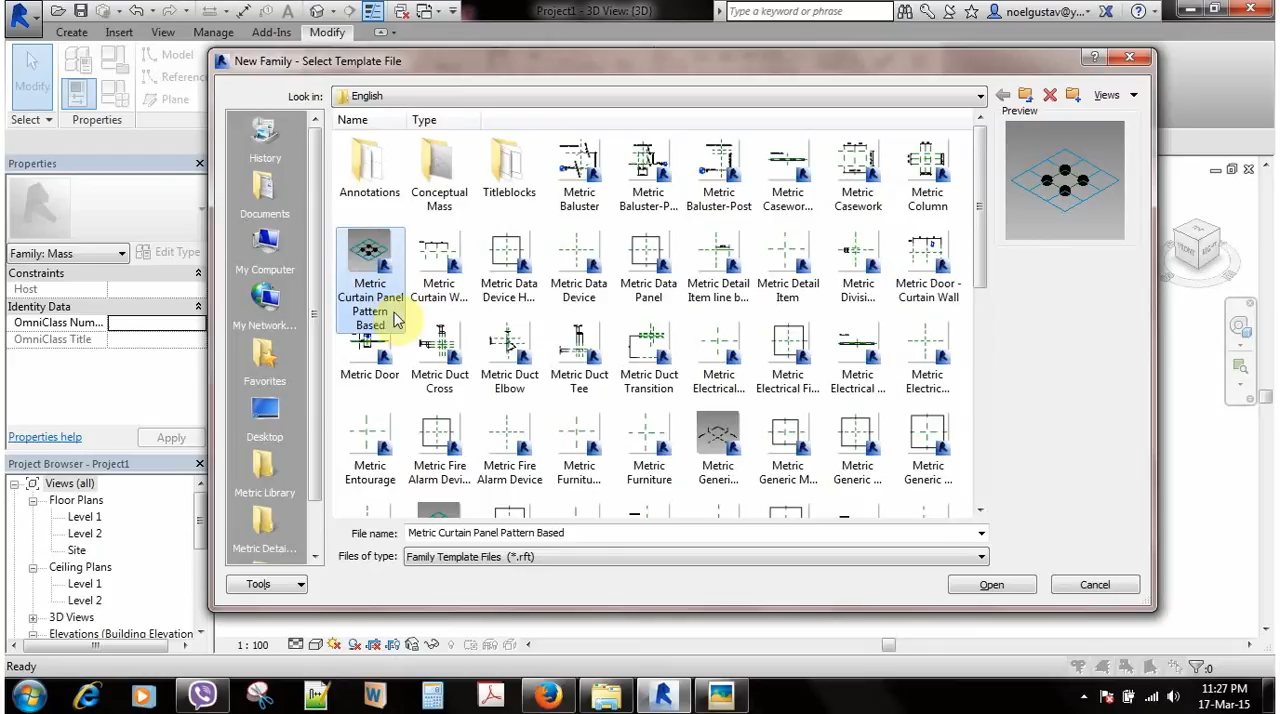 Project1 - 3D View: {3D}
Type a keyword or phrase
noelgustav@y...
Create Insert View Manage Add-Ins Modify
Modify
Model
Reference
Plane
Select
Properties
New Family - Select Template File
Look in:
English
Views
Preview
Name
Type
History
Documents
My Computer
My Network...
Favorites
Desktop
Metric Library
Metric Detai...
Annotations
Conceptual
Mass
Titleblocks
Metric
Baluster
Metric
Baluster-P...
Metric
Baluster-Post
Metric
Casewor...
Metric
Casework
Metric
Column
Metric
Curtain Panel
Pattern
Based
Metric
Curtain W...
Metric Data
Device H...
Metric Data
Device
Metric Data
Panel
Metric Detail
Item line b...
Metric Detail
Item
Metric
Divisi...
Metric Door -
Curtain Wall
Metric Door
Metric Duct
Cross
Metric Duct
Elbow
Metric Duct
Tee
Metric Duct
Transition
Metric
Electrical...
Metric
Electrical Fi...
Metric
Electrical ...
Metric
Electric...
Metric
Entourage
Metric Fire
Alarm Devi...
Metric Fire
Alarm Device
Metric
Furnitu...
Metric
Furniture
Metric
Generi...
Metric
Generic M...
Metric
Generic ...
Metric
Generic ...
File name:
Metric Curtain Panel Pattern Based
Files of type:
Family Template Files (*.rft)
Tools
Open
Cancel
Properties
Family: Mass
Edit Type
Constraints
Host
Identity Data
OmniClass Num...
OmniClass Title
Properties help
Apply
Project Browser - Project1
Views (all)
Floor Plans
Level 1
Level 2
Site
Ceiling Plans
Level 1
Level 2
3D Views
Elevations (Building Elevation
1 : 100
Ready
:0
11:27 PM
17-Mar-15